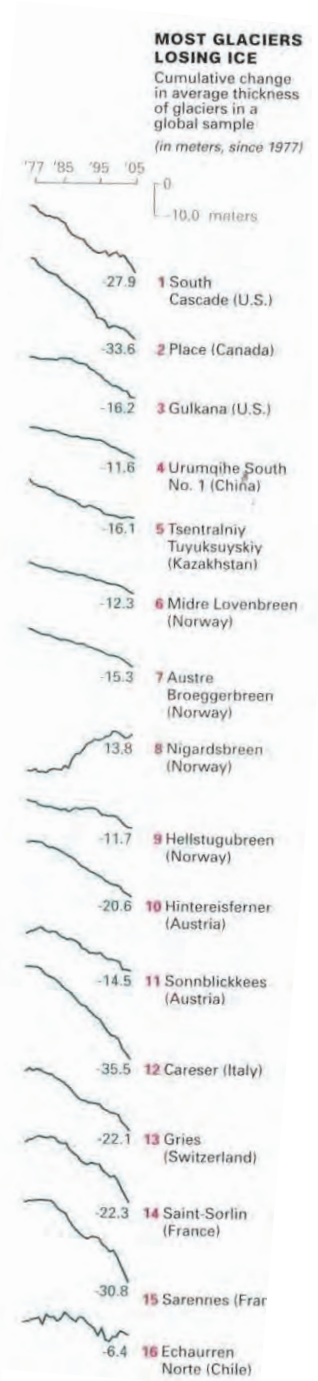 MOST GLACIERS
LOSING ICE
Cumulative change
in average thickness
of glaciers in a
global sample
(in meters, since 1977)
'77 '85 '95 '05
0
-10.0 meters
-27.9 1 South
Cascade (U.S.)
-33.6 2 Place (Canada)
-16.2 3 Gulkana (U.S.)
-11.6 4 Urumqihe South
No. 1 (China)
-16.1 5 Tsentralniy
Tuyuksuyskiy
(Kazakhstan)
-12.3 6 Midre Lovenbreen
(Norway)
-15.3 7 Austre
Broeggerbreen
(Norway)
13.8 8 Nigardsbreen
(Norway)
-11.7 9 Hellstugubreen
(Norway)
-20.6 10 Hintereisferner
(Austria)
-14.5 11 Sonnblickkees
(Austria)
-35.5 12 Careser (Italy)
-22.1 13 Gries
(Switzerland)
-22.3 14 Saint-Sorlin
(France)
-30.8
15 Sarennes (Fran
-6.4 16 Echaurren
Norte (Chile)